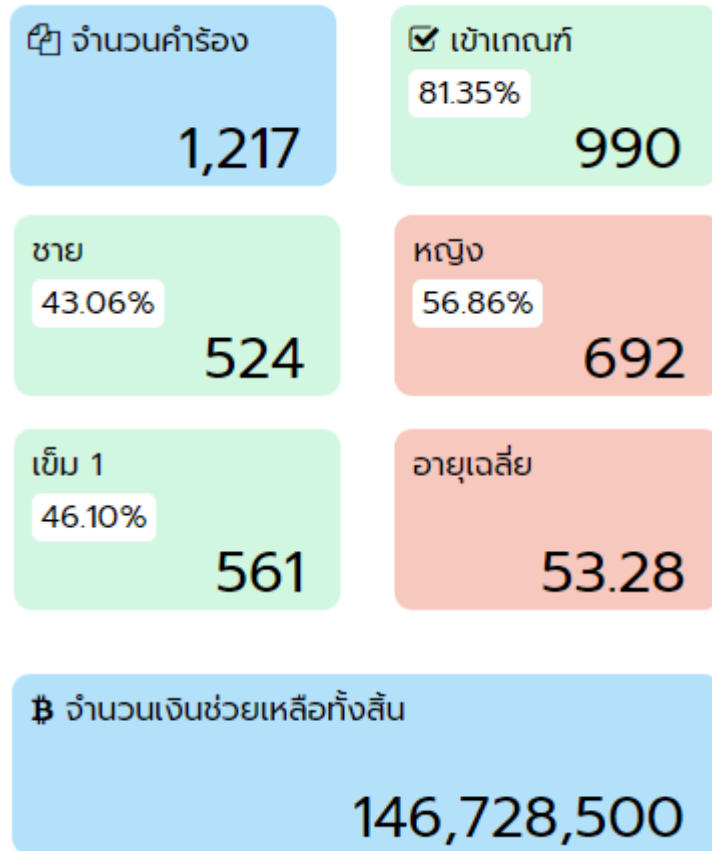 จำนวนคำร้อง
1,217
เข้าเกณฑ์
81.35%
990
ชาย
43.06%
524
หญิง
56.86%
692
เข็ม 1
46.10%
561
อายุเฉลี่ย
53.28
จำนวนเงินช่วยเหลือทั้งสิ้น
146,728,500